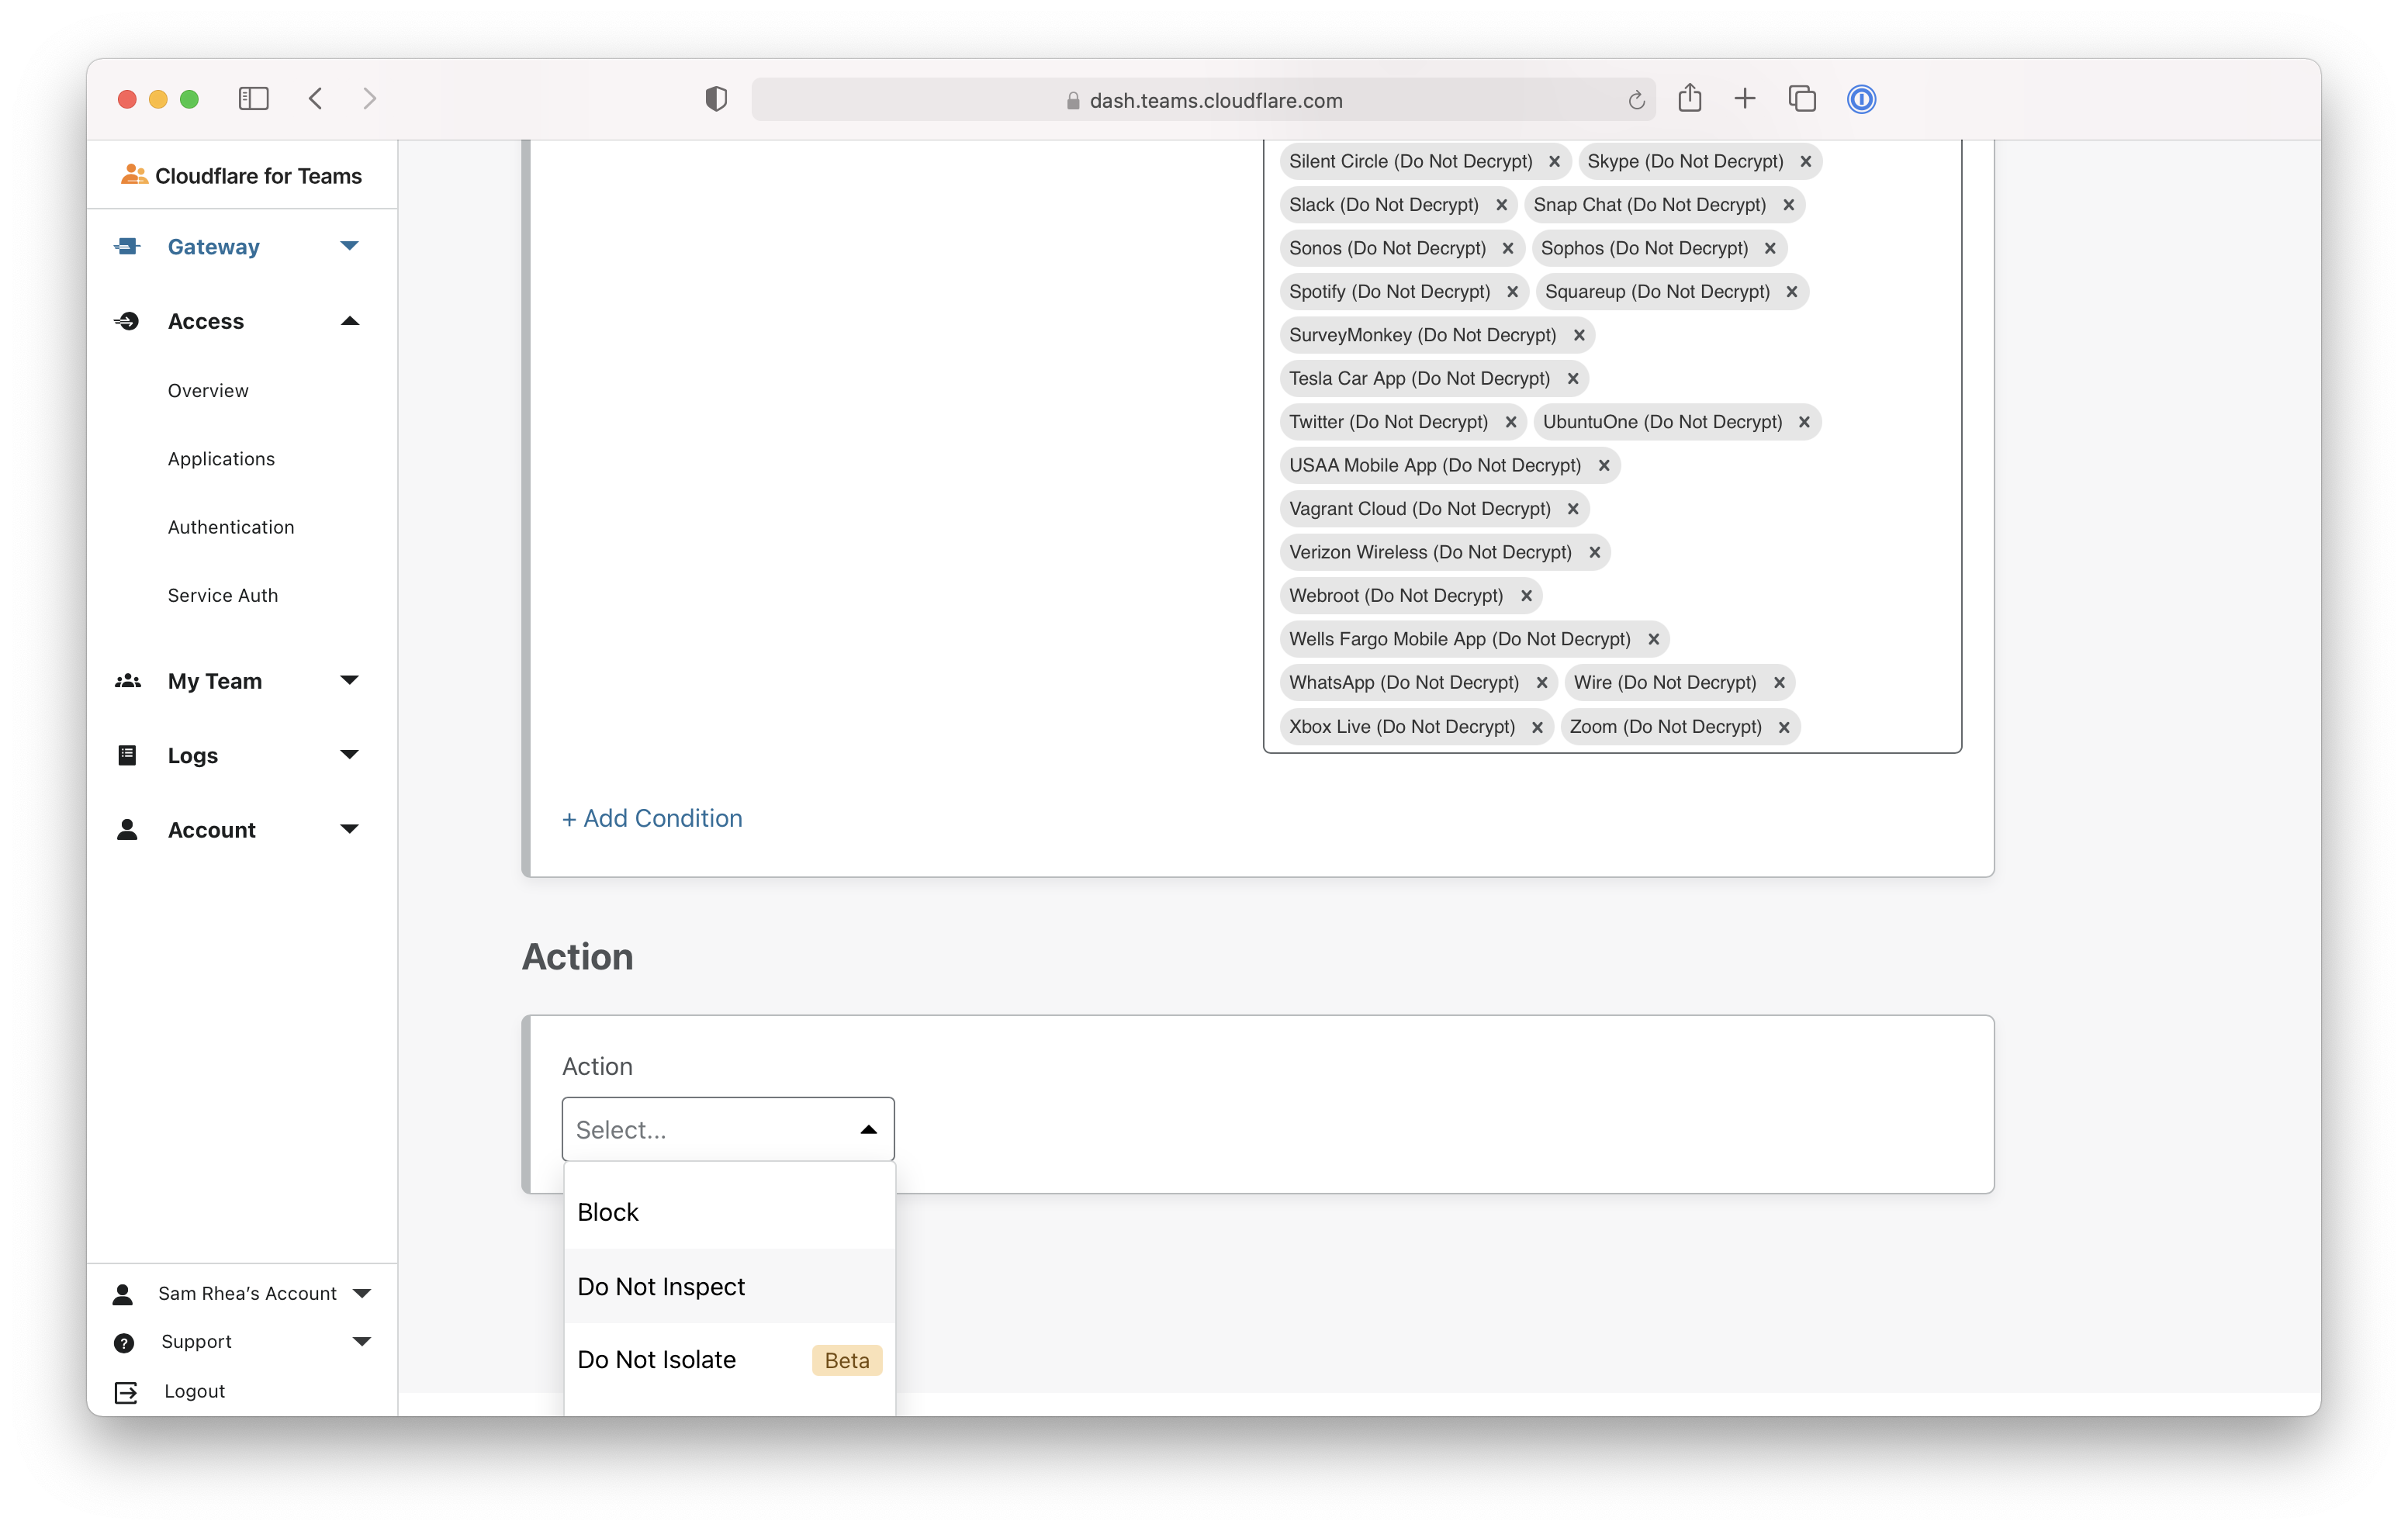 dash.teams.cloudflare.com
Cloudflare for Teams
Gateway
Access
Overview
Applications
Authentication
Service Auth
My Team
Logs
Account
Sam Rhea’s Account
Support
Logout
Silent Circle (Do Not Decrypt) × Skype (Do Not Decrypt) ×
Slack (Do Not Decrypt) × Snap Chat (Do Not Decrypt) ×
Sonos (Do Not Decrypt) × Sophos (Do Not Decrypt) ×
Spotify (Do Not Decrypt) × Squareup (Do Not Decrypt) ×
SurveyMonkey (Do Not Decrypt) ×
Tesla Car App (Do Not Decrypt) ×
Twitter (Do Not Decrypt) × UbuntuOne (Do Not Decrypt) ×
USAA Mobile App (Do Not Decrypt) ×
Vagrant Cloud (Do Not Decrypt) ×
Verizon Wireless (Do Not Decrypt) ×
Webroot (Do Not Decrypt) ×
Wells Fargo Mobile App (Do Not Decrypt) ×
WhatsApp (Do Not Decrypt) × Wire (Do Not Decrypt) ×
Xbox Live (Do Not Decrypt) × Zoom (Do Not Decrypt) ×
+ Add Condition
Action
Action
Select...
Block
Do Not Inspect
Do Not Isolate Beta